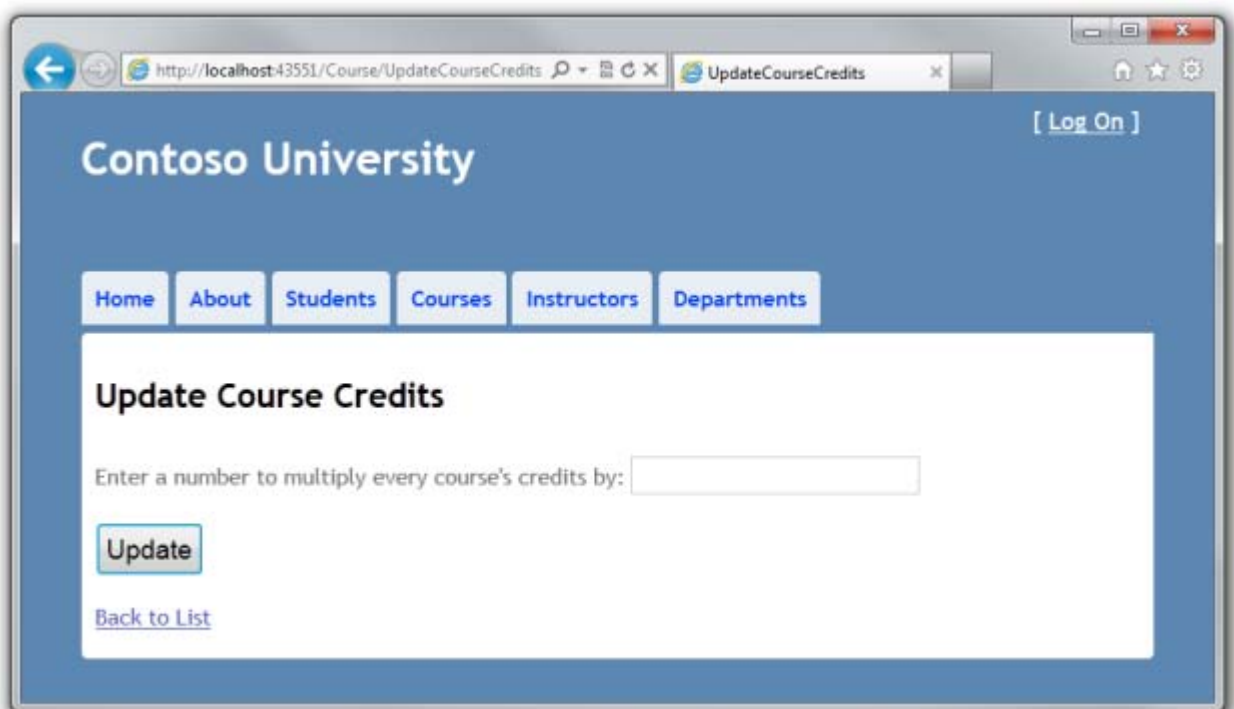 http://localhost:43551/Course/UpdateCourseCredits UpdateCourseCredits
[ Log On ]
Contoso University
Home About Students Courses Instructors Departments
Update Course Credits
Enter a number to multiply every course's credits by:
Update
Back to List